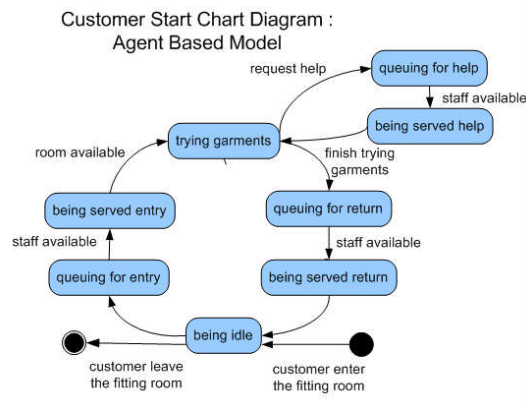 Customer Start Chart Diagram :
Agent Based Model
queuing for help
request help
staff available
being served help
trying garments
room available
finish trying
garments
being served entry
queuing for return
staff available
staff available
queuing for entry
being served return
being idle
customer leave
the fitting room
customer enter
the fitting room